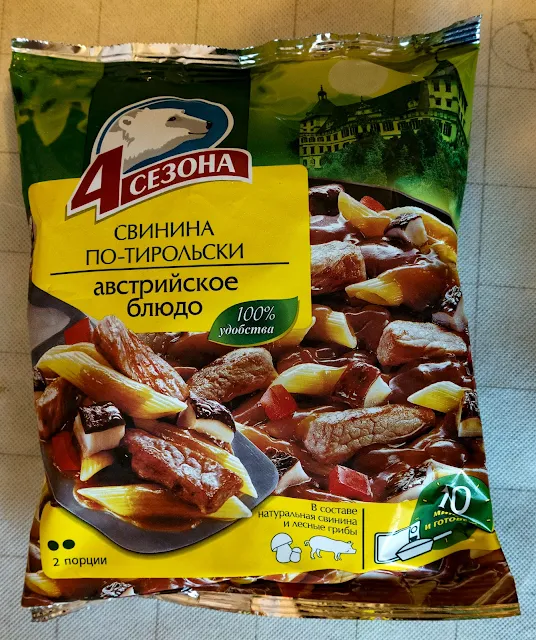 4 СЕЗОНА
СВИНИНА
ПО-ТИРОЛЬСКИ
АВСТРИЙСКОЕ
БЛЮДО
100%
удобства
В составе
натуральная свинина
и лесные грибы
10
и готово
2 порции